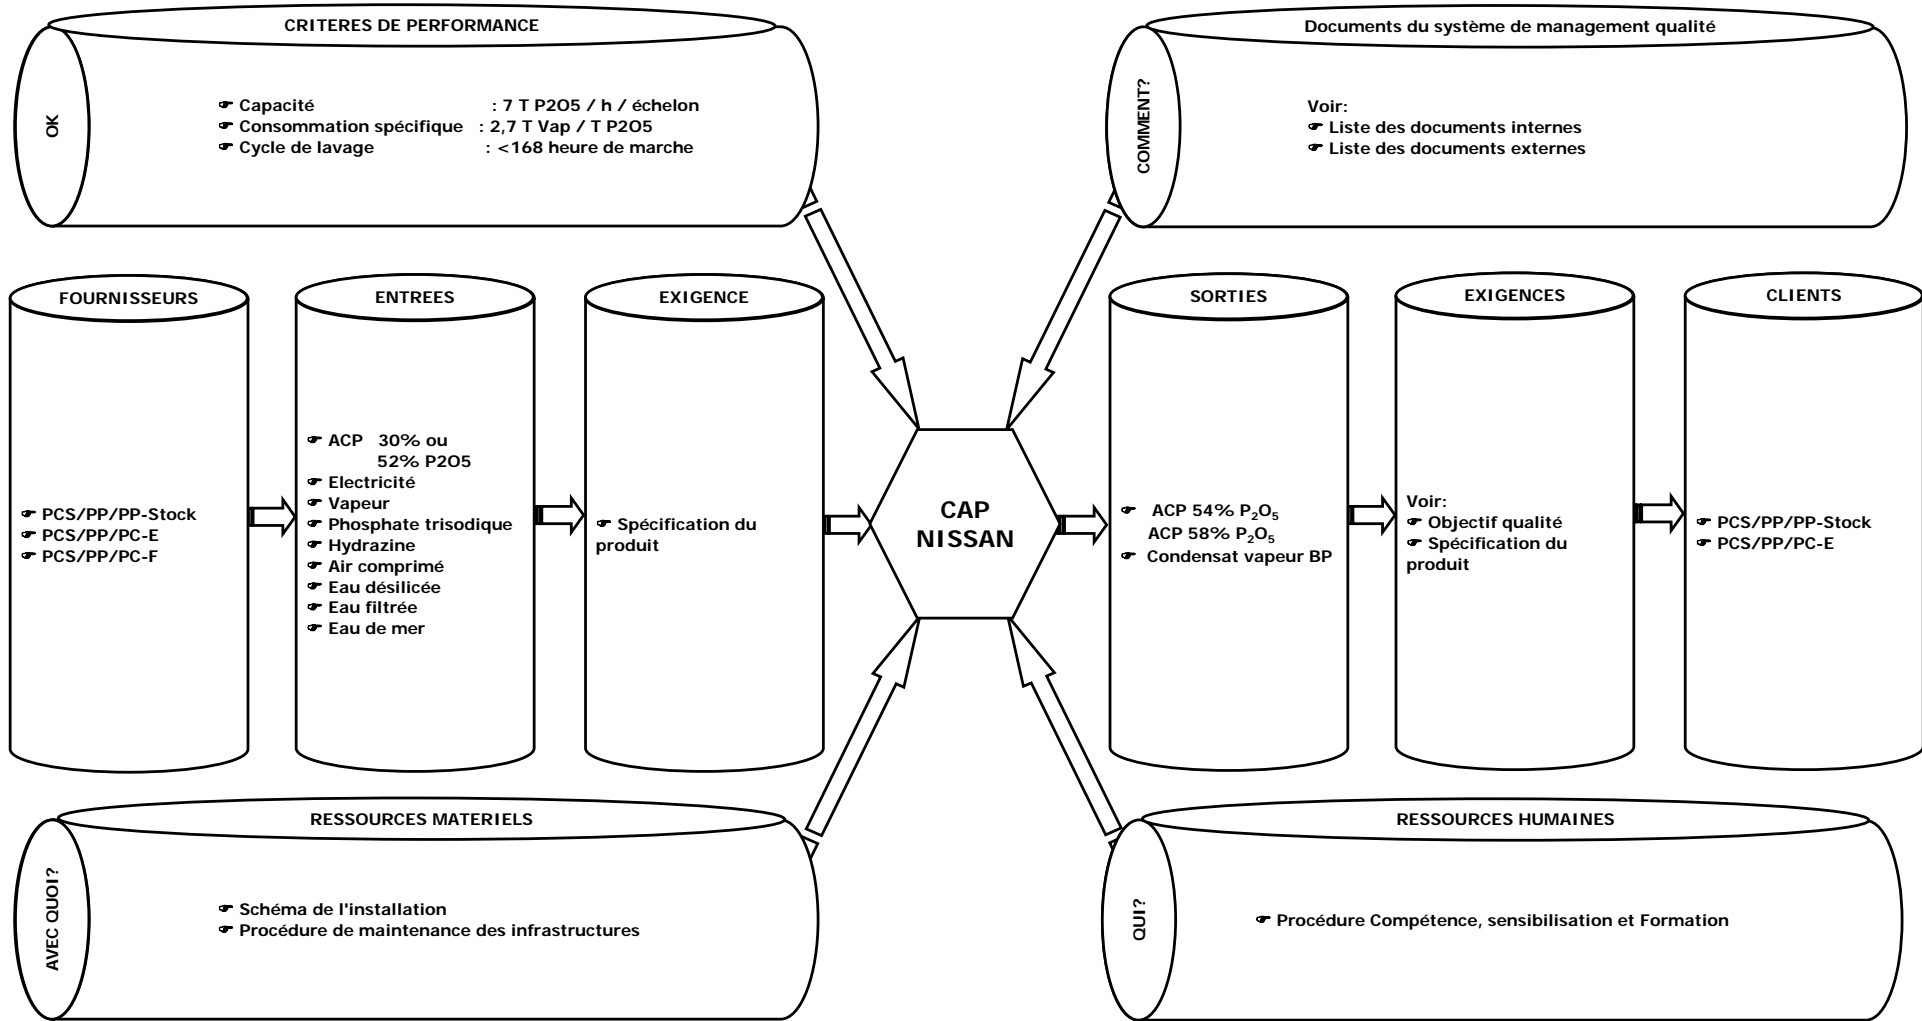 CRITERES DE PERFORMANCE
OK
☞ Capacité : 7 T P2O5 / h / échelon
☞ Consommation spécifique : 2,7 T Vap / T P2O5
☞ Cycle de lavage : <168 heure de marche
Documents du système de management qualité
COMMENT?
Voir:
☞ Liste des documents internes
☞ Liste des documents externes
FOURNISSEURS
☞ PCS/PP/PP-Stock
☞ PCS/PP/PC-E
☞ PCS/PP/PC-F
ENTREES
☞ ACP 30% ou
52% P2O5
☞ Electricité
☞ Vapeur
☞ Phosphate trisodique
☞ Hydrazine
☞ Air comprimé
☞ Eau désilicée
☞ Eau filtrée
☞ Eau de mer
EXIGENCE
☞ Spécification du
produit
CAP
NISSAN
SORTIES
☞ ACP 54% P₂O₅
ACP 58% P₂O₅
☞ Condensat vapeur BP
EXIGENCES
Voir:
☞ Objectif qualité
☞ Spécification du
produit
CLIENTS
☞ PCS/PP/PP-Stock
☞ PCS/PP/PC-E
RESSOURCES MATERIELS
AVEC QUOI?
☞ Schéma de l'installation
☞ Procédure de maintenance des infrastructures
RESSOURCES HUMAINES
QUI?
☞ Procédure Compétence, sensibilisation et Formation